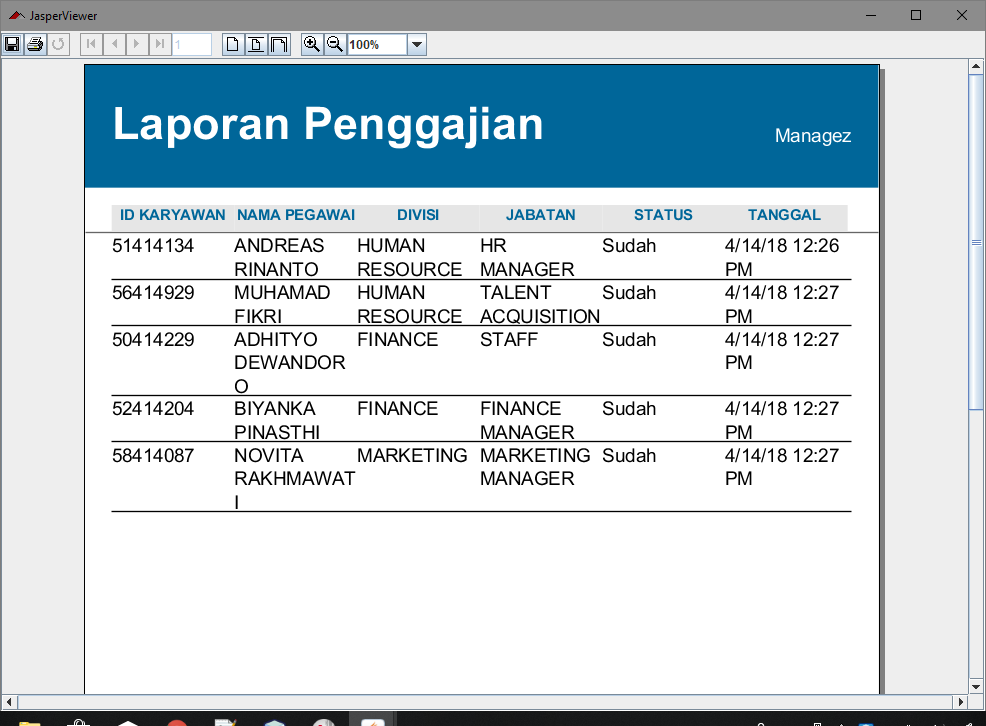 JasperViewer
1
100%
Laporan Penggajian
Managez
ID KARYAWAN NAMA PEGAWAI DIVISI JABATAN STATUS TANGGAL
51414134 ANDREAS HUMAN HR Sudah 4/14/18 12:26
RINANTO RESOURCE MANAGER PM
56414929 MUHAMAD HUMAN TALENT Sudah 4/14/18 12:27
FIKRI RESOURCE ACQUISITION PM
50414229 ADHITYO FINANCE STAFF Sudah 4/14/18 12:27
DEWANDOR PM
O
52414204 BIYANKA FINANCE FINANCE Sudah 4/14/18 12:27
PINASTHI MANAGER PM
58414087 NOVITA MARKETING MARKETING Sudah 4/14/18 12:27
RAKHMAWAT MANAGER PM
I